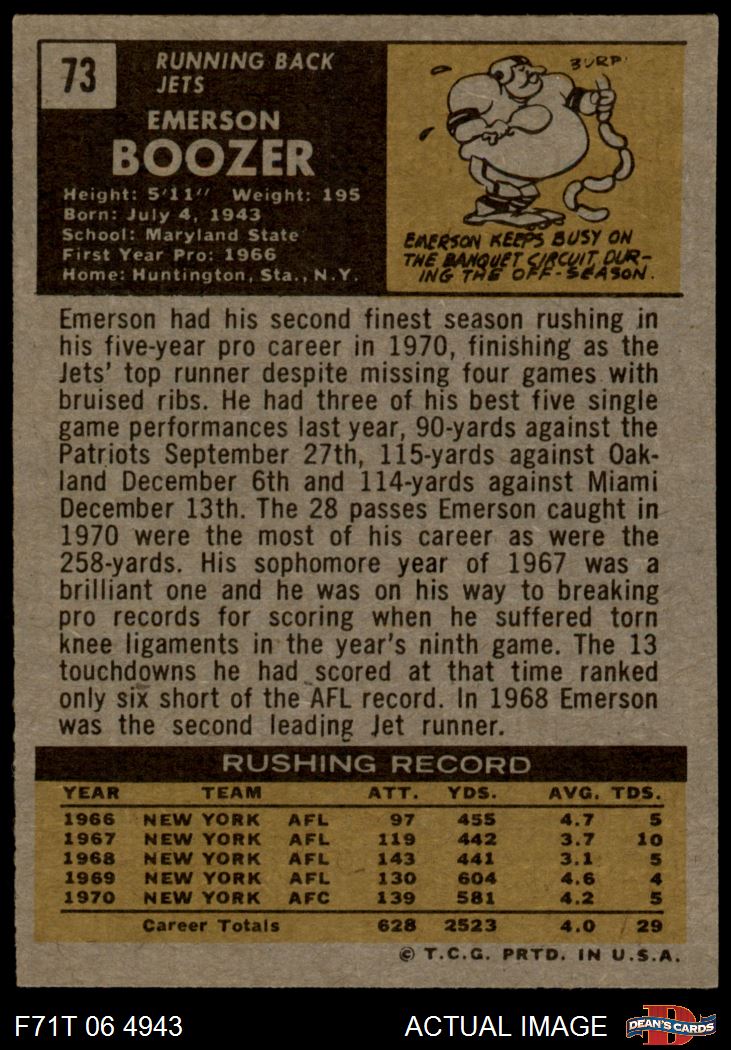 73
RUNNING BACK
JETS
EMERSON
BOOZER
Height: 5'11" Weight: 195
Born: July 4, 1943
School: Maryland State
First Year Pro: 1966
Home: Huntington, Sta., N.Y.
BURP!
EMERSON KEEPS BUSY ON
THE BANQUET CIRCUIT DUR-
ING THE OFF-SEASON.
Emerson had his second finest season rushing in
his five-year pro career in 1970, finishing as the
Jets' top runner despite missing four games with
bruised ribs. He had three of his best five single
game performances last year, 90-yards against the
Patriots September 27th, 115-yards against Oak-
land December 6th and 114-yards against Miami
December 13th. The 28 passes Emerson caught in
1970 were the most of his career as were the
258-yards. His sophomore year of 1967 was a
brilliant one and he was on his way to breaking
pro records for scoring when he suffered torn
knee ligaments in the year's ninth game. The 13
touchdowns he had scored at that time ranked
only six short of the AFL record. In 1968 Emerson
was the second leading Jet runner.
RUSHING RECORD
YEAR TEAM ATT. YDS. AVG. TDS.
1966 NEW YORK AFL 97 455 4.7 5
1967 NEW YORK AFL 119 442 3.7 10
1968 NEW YORK AFL 143 441 3.1 5
1969 NEW YORK AFL 130 604 4.6 4
1970 NEW YORK AFC 139 581 4.2 5
Career Totals 628 2523 4.0 29
© T.C.G. PRTD. IN U.S.A.
F71T 06 4943 ACTUAL IMAGE D DEAN'S CARDS